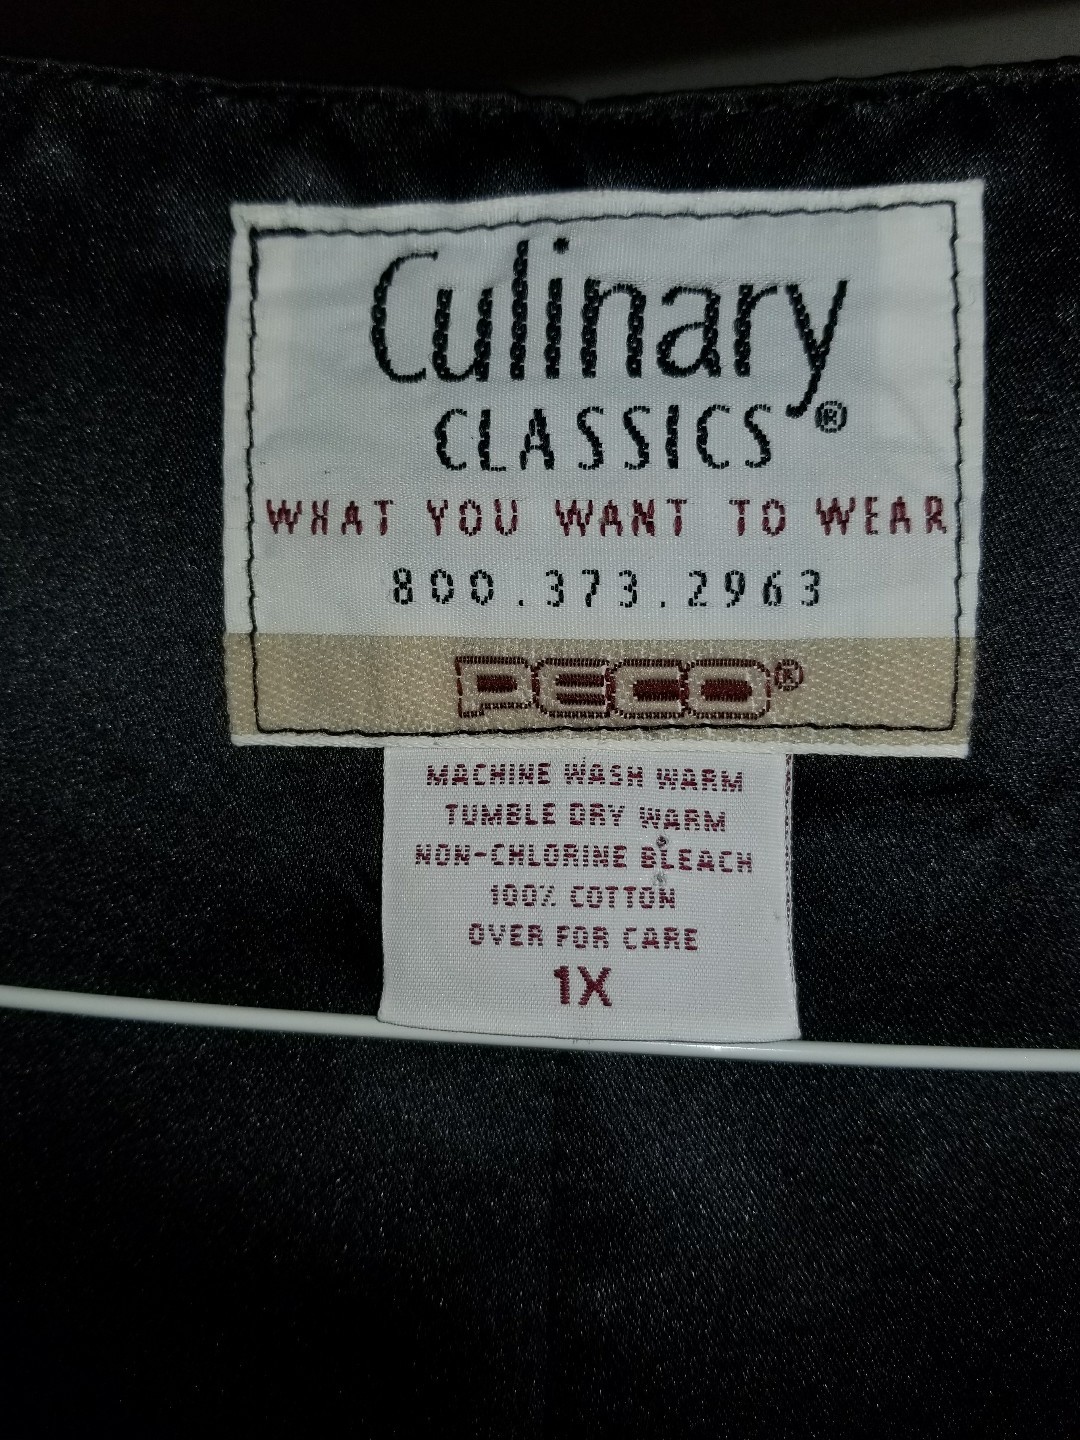 Culinary
CLASSICS®
WHAT YOU WANT TO WEAR
800.373.2963
PECO®
MACHINE WASH WARM
TUMBLE DRY WARM
NON-CHLORINE BLEACH
100% COTTON
OVER FOR CARE
1X